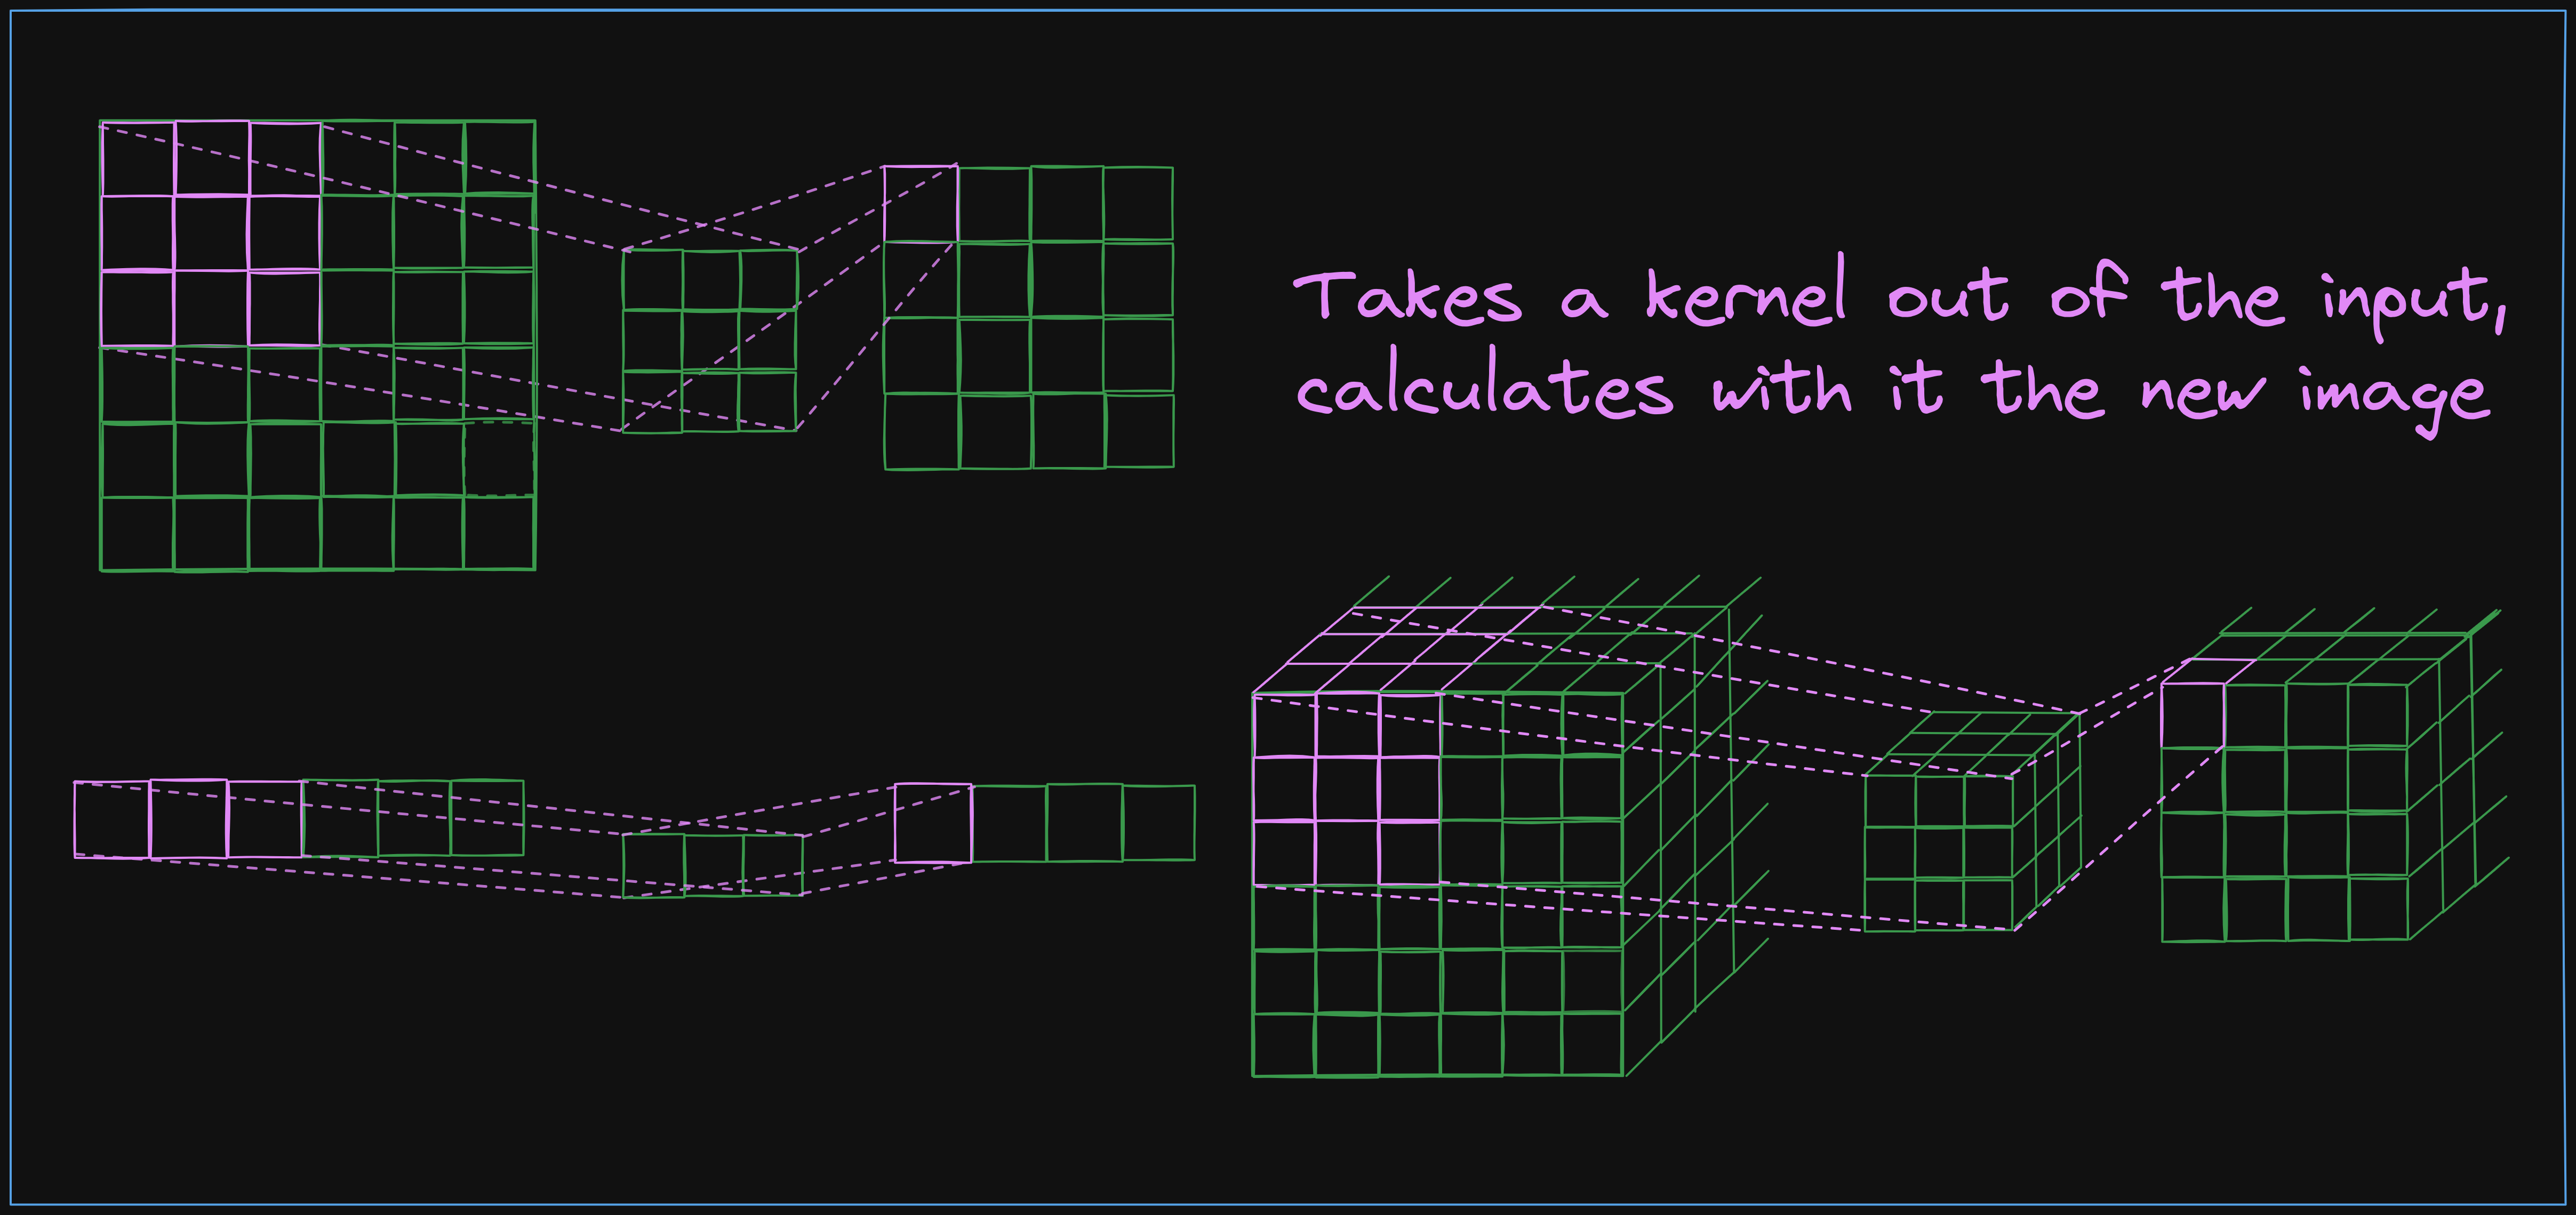 Takes a kernel out of the input,
calculates with it the new image